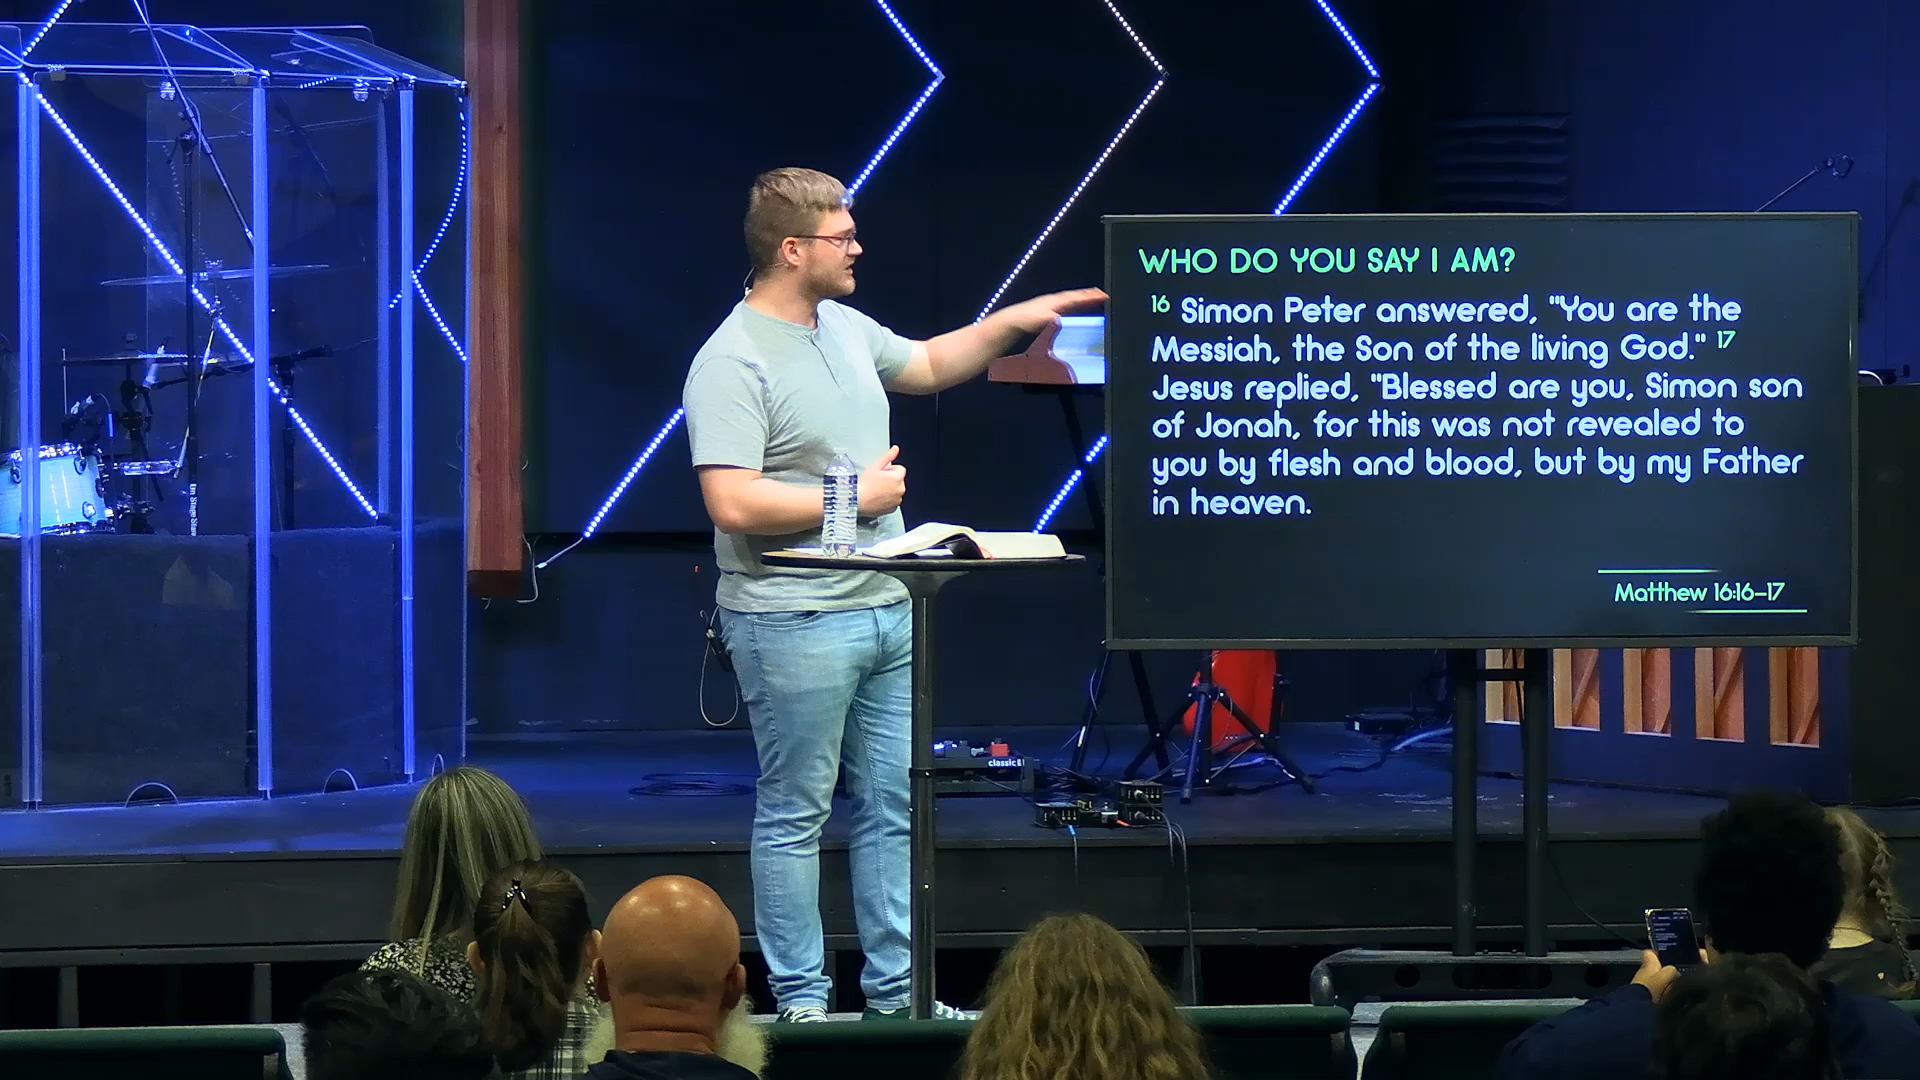 WHO DO YOU SAY I AM?
16 Simon Peter answered, "You are the
Messiah, the Son of the living God." 17
Jesus replied, "Blessed are you, Simon son
of Jonah, for this was not revealed to
you by flesh and blood, but by my Father
in heaven.
Matthew 16:16–17
classic